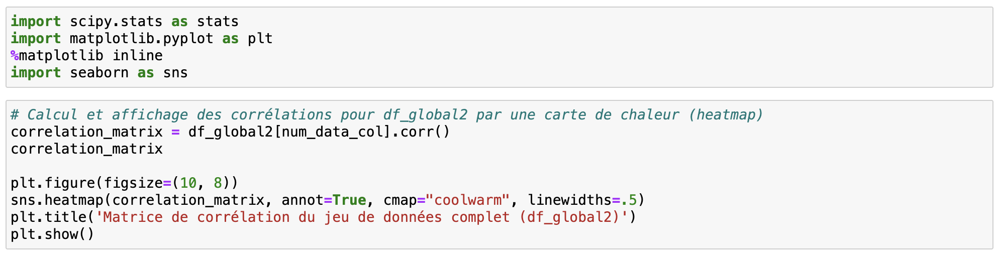 import scipy.stats as stats
import matplotlib.pyplot as plt
%matplotlib inline
import seaborn as sns
# Calcul et affichage des corrélations pour df_global2 par une carte de chaleur (heatmap)
correlation_matrix = df_global2[num_data_col].corr()
correlation_matrix
plt.figure(figsize=(10, 8))
sns.heatmap(correlation_matrix, annot=True, cmap="coolwarm", linewidths=.5)
plt.title('Matrice de corrélation du jeu de données complet (df_global2)')
plt.show()